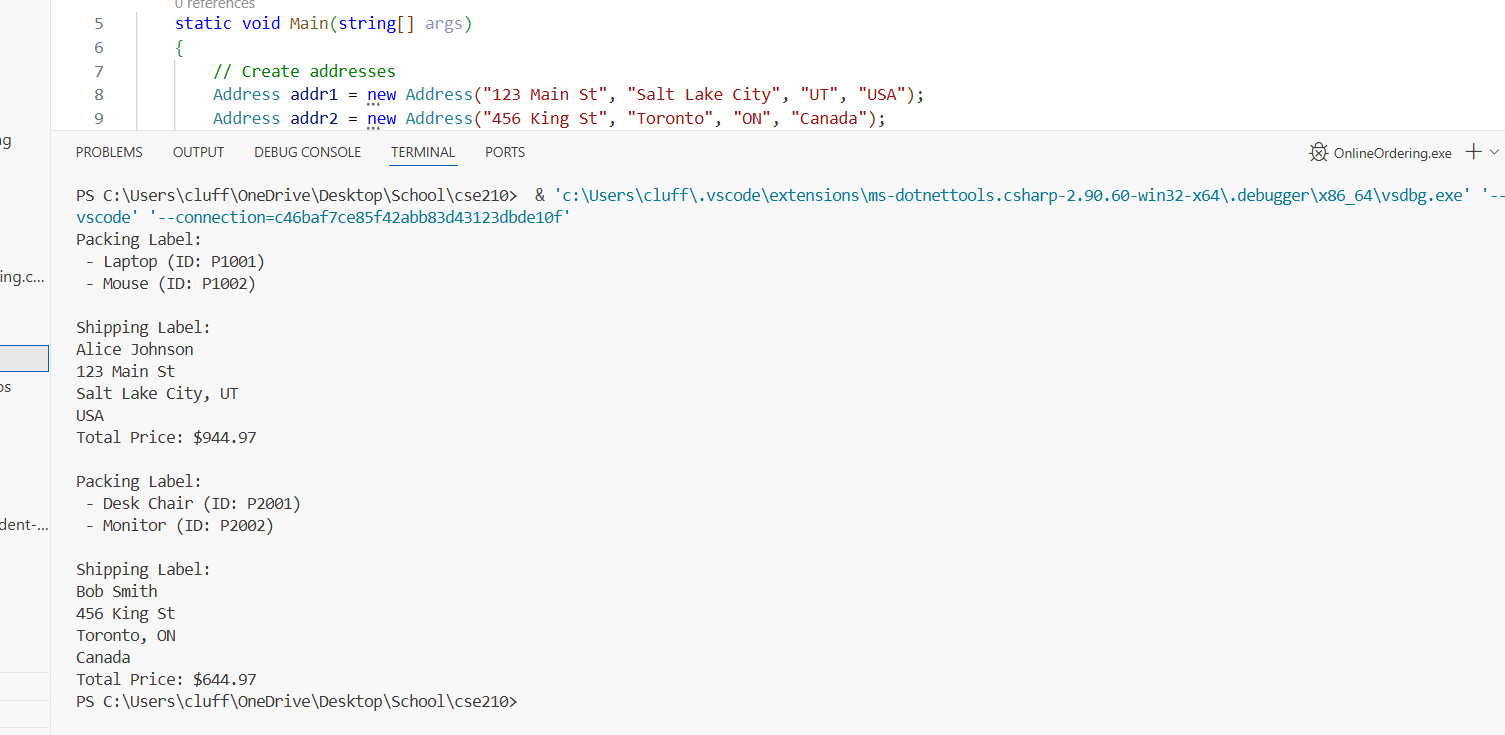 0 references
5 static void Main(string[] args)
6 {
7 // Create addresses
8 Address addr1 = new Address("123 Main St", "Salt Lake City", "UT", "USA");
9 Address addr2 = new Address("456 King St", "Toronto", "ON", "Canada");
PROBLEMS OUTPUT DEBUG CONSOLE TERMINAL PORTS OnlineOrdering.exe
PS C:\Users\cluff\OneDrive\Desktop\School\cse210>  & 'c:\Users\cluff\.vscode\extensions\ms-dotnettools.csharp-2.90.60-win32-x64\.debugger\x86_64\vsdbg.exe' '--
vscode' '--connection=c46baf7ce85f42abb83d43123dbde10f'
Packing Label:
- Laptop (ID: P1001)
- Mouse (ID: P1002)
Shipping Label:
Alice Johnson
123 Main St
Salt Lake City, UT
USA
Total Price: $944.97
Packing Label:
- Desk Chair (ID: P2001)
- Monitor (ID: P2002)
Shipping Label:
Bob Smith
456 King St
Toronto, ON
Canada
Total Price: $644.97
PS C:\Users\cluff\OneDrive\Desktop\School\cse210>
ing.c...
dent-...